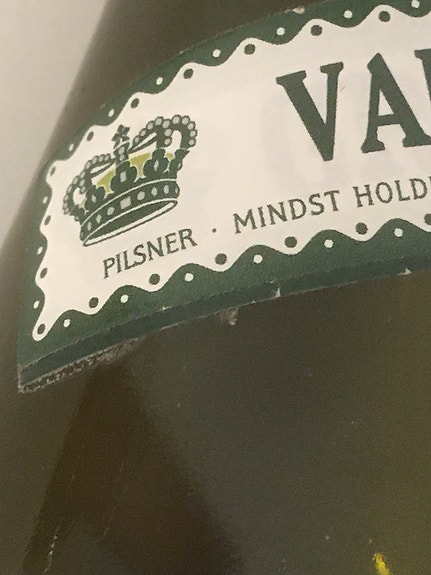 VA
PILSNER · MINDST HOLD